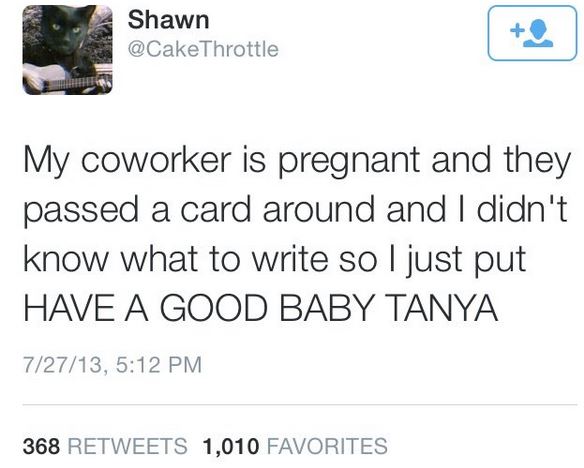 Shawn
@CakeThrottle
My coworker is pregnant and they
passed a card around and I didn't
know what to write so I just put
HAVE A GOOD BABY TANYA
7/27/13, 5:12 PM
368 RETWEETS 1,010 FAVORITES